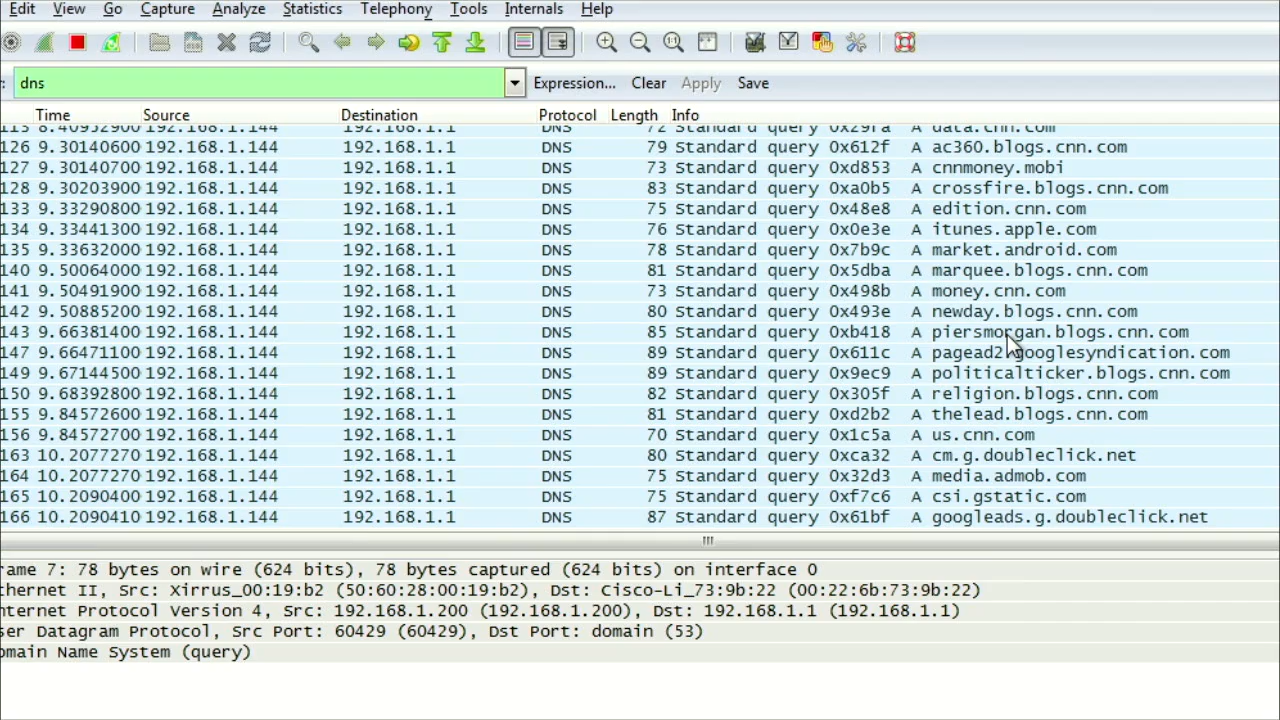 Edit View Go Capture Analyze Statistics Telephony Tools Internals Help
: dns Expression... Clear Apply Save
Time Source Destination Protocol Length Info
113 8.40952900 192.168.1.144 192.168.1.1 DNS 72 Standard query 0x29fa A data.cnn.com
126 9.30140600 192.168.1.144 192.168.1.1 DNS 79 Standard query 0x612f A ac360.blogs.cnn.com
127 9.30140700 192.168.1.144 192.168.1.1 DNS 73 Standard query 0xd853 A cnnmoney.mobi
128 9.30203900 192.168.1.144 192.168.1.1 DNS 83 Standard query 0xa0b5 A crossfire.blogs.cnn.com
133 9.33290800 192.168.1.144 192.168.1.1 DNS 75 Standard query 0x48e8 A edition.cnn.com
134 9.33441300 192.168.1.144 192.168.1.1 DNS 76 Standard query 0x0e3e A itunes.apple.com
135 9.33632000 192.168.1.144 192.168.1.1 DNS 78 Standard query 0x7b9c A market.android.com
140 9.50064000 192.168.1.144 192.168.1.1 DNS 81 Standard query 0x5dba A marquee.blogs.cnn.com
141 9.50491900 192.168.1.144 192.168.1.1 DNS 73 Standard query 0x498b A money.cnn.com
142 9.50885200 192.168.1.144 192.168.1.1 DNS 80 Standard query 0x493e A newday.blogs.cnn.com
143 9.66381400 192.168.1.144 192.168.1.1 DNS 85 Standard query 0xb418 A piersmorgan.blogs.cnn.com
147 9.66471100 192.168.1.144 192.168.1.1 DNS 89 Standard query 0x611c A pagead2.googlesyndication.com
149 9.67144500 192.168.1.144 192.168.1.1 DNS 89 Standard query 0x9ec9 A politicalticker.blogs.cnn.com
150 9.68392800 192.168.1.144 192.168.1.1 DNS 82 Standard query 0x305f A religion.blogs.cnn.com
155 9.84572600 192.168.1.144 192.168.1.1 DNS 81 Standard query 0xd2b2 A thelead.blogs.cnn.com
156 9.84572700 192.168.1.144 192.168.1.1 DNS 70 Standard query 0x1c5a A us.cnn.com
163 10.2077270 192.168.1.144 192.168.1.1 DNS 80 Standard query 0xca32 A cm.g.doubleclick.net
164 10.2077270 192.168.1.144 192.168.1.1 DNS 75 Standard query 0x32d3 A media.admob.com
165 10.2090400 192.168.1.144 192.168.1.1 DNS 75 Standard query 0xf7c6 A csi.gstatic.com
166 10.2090410 192.168.1.144 192.168.1.1 DNS 87 Standard query 0x61bf A googleads.g.doubleclick.net
rame 7: 78 bytes on wire (624 bits), 78 bytes captured (624 bits) on interface 0
thernet II, Src: Xirrus_00:19:b2 (50:60:28:00:19:b2), Dst: Cisco-Li_73:9b:22 (00:22:6b:73:9b:22)
nternet Protocol Version 4, Src: 192.168.1.200 (192.168.1.200), Dst: 192.168.1.1 (192.168.1.1)
ser Datagram Protocol, Src Port: 60429 (60429), Dst Port: domain (53)
omain Name System (query)